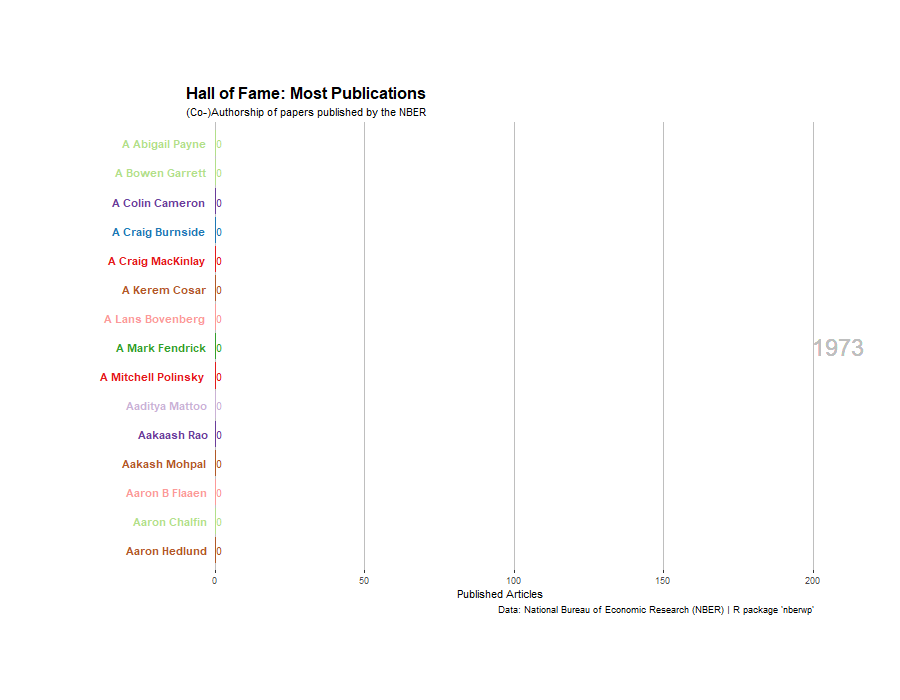 Hall of Fame: Most Publications
(Co-)Authorship of papers published by the NBER
A Abigail Payne 0
A Bowen Garrett 0
A Colin Cameron 0
A Craig Burnside 0
A Craig MacKinlay 0
A Kerem Cosar 0
A Lans Bovenberg 0
A Mark Fendrick 0
1973
A Mitchell Polinsky 0
Aaditya Mattoo 0
Aakaash Rao 0
Aakash Mohpal 0
Aaron B Flaaen 0
Aaron Chalfin 0
Aaron Hedlund 0
0 50 100 150 200
Published Articles
Data: National Bureau of Economic Research (NBER) | R package 'nberwp'